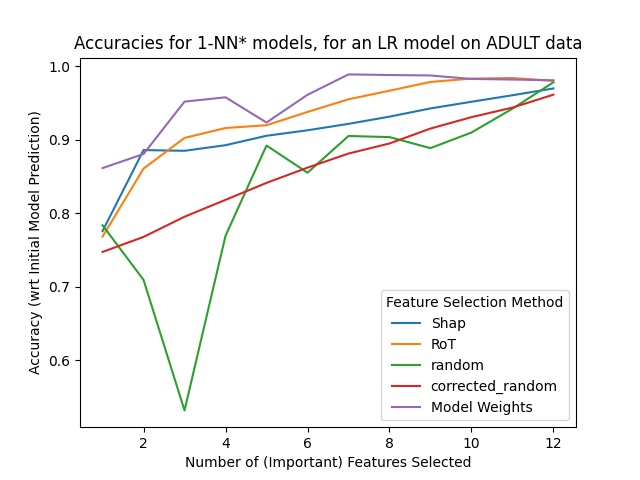 Accuracies for 1-NN* models, for an LR model on ADULT data
Accuracy (wrt Initial Model Prediction)
1.0
0.9
0.8
0.7
0.6
2 4 6 8 10 12
Number of (Important) Features Selected
Feature Selection Method
Shap
RoT
random
corrected_random
Model Weights